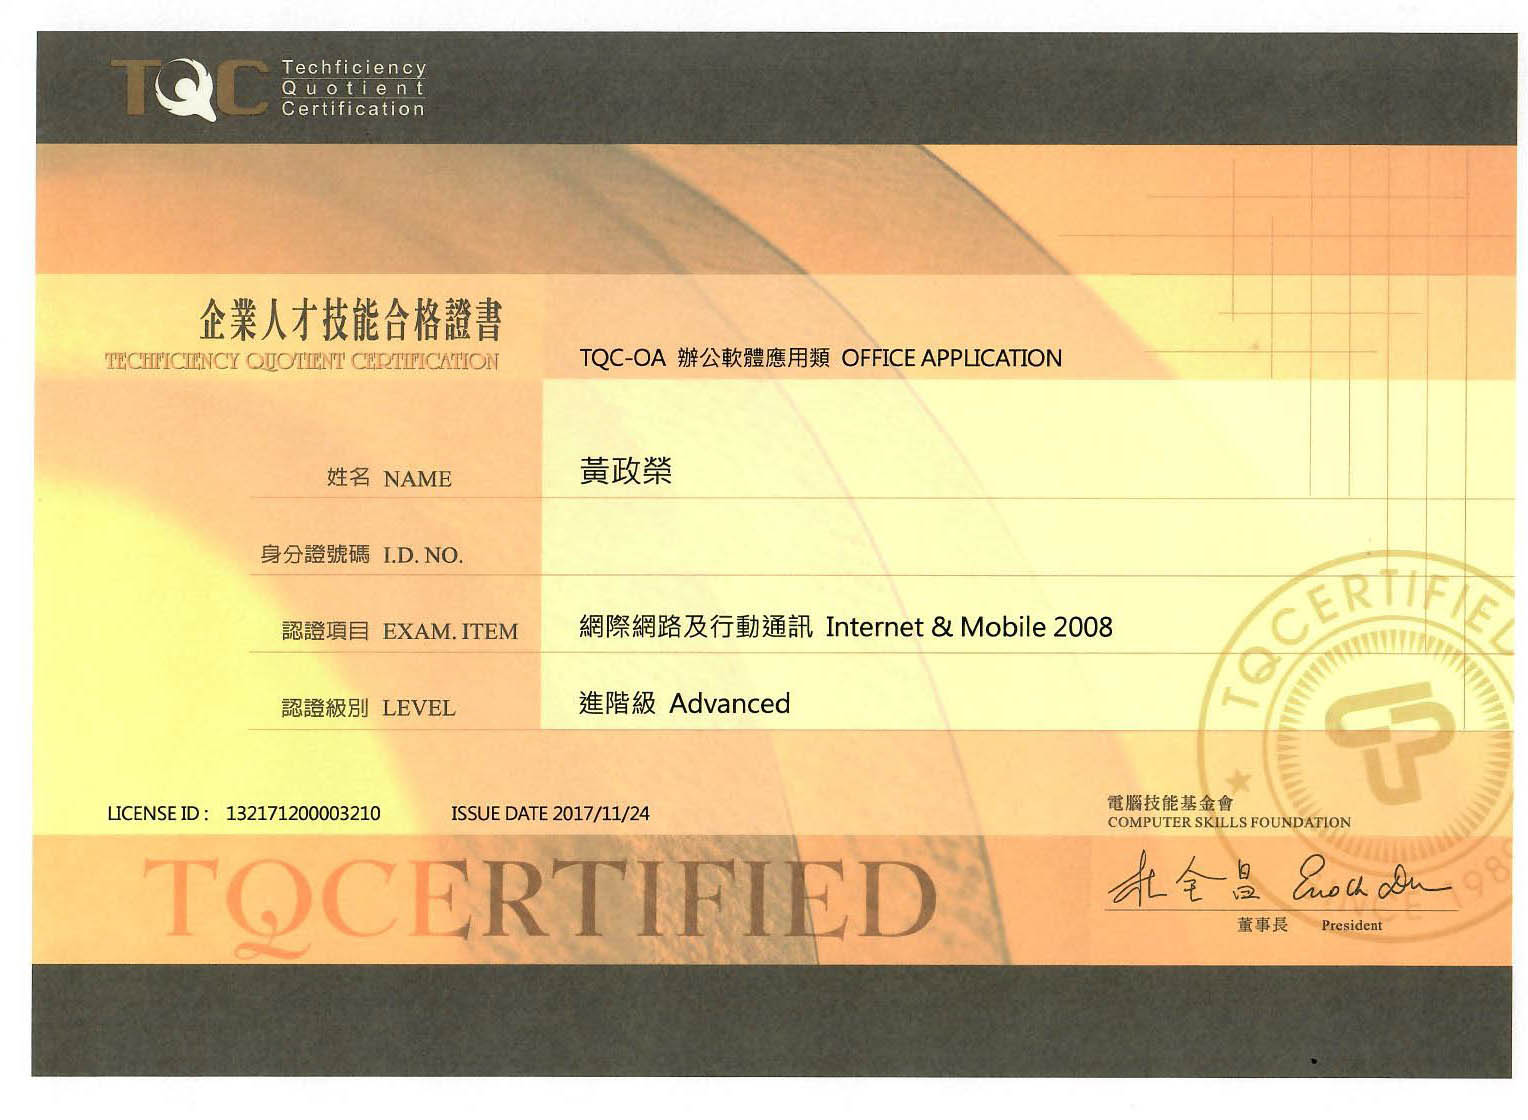 TQC Techficiency
Quotient
Certification
企業人才技能合格證書
TECHFICIENCY QUOTIENT CERTIFICATION
TQC-OA 辦公軟體應用類 OFFICE APPLICATION
姓名 NAME 黃政榮
身分證號碼 I.D. NO.
認證項目 EXAM. ITEM 網際網路及行動通訊 Internet & Mobile 2008
認證級別 LEVEL 進階級 Advanced
TQCERTIFIED
LICENSE ID : 132171200003210 ISSUE DATE 2017/11/24
電腦技能基金會
COMPUTER SKILLS FOUNDATION
TQCERTIFIED
杜全昌 Enoch Du
SINCE 1989
董事長 President